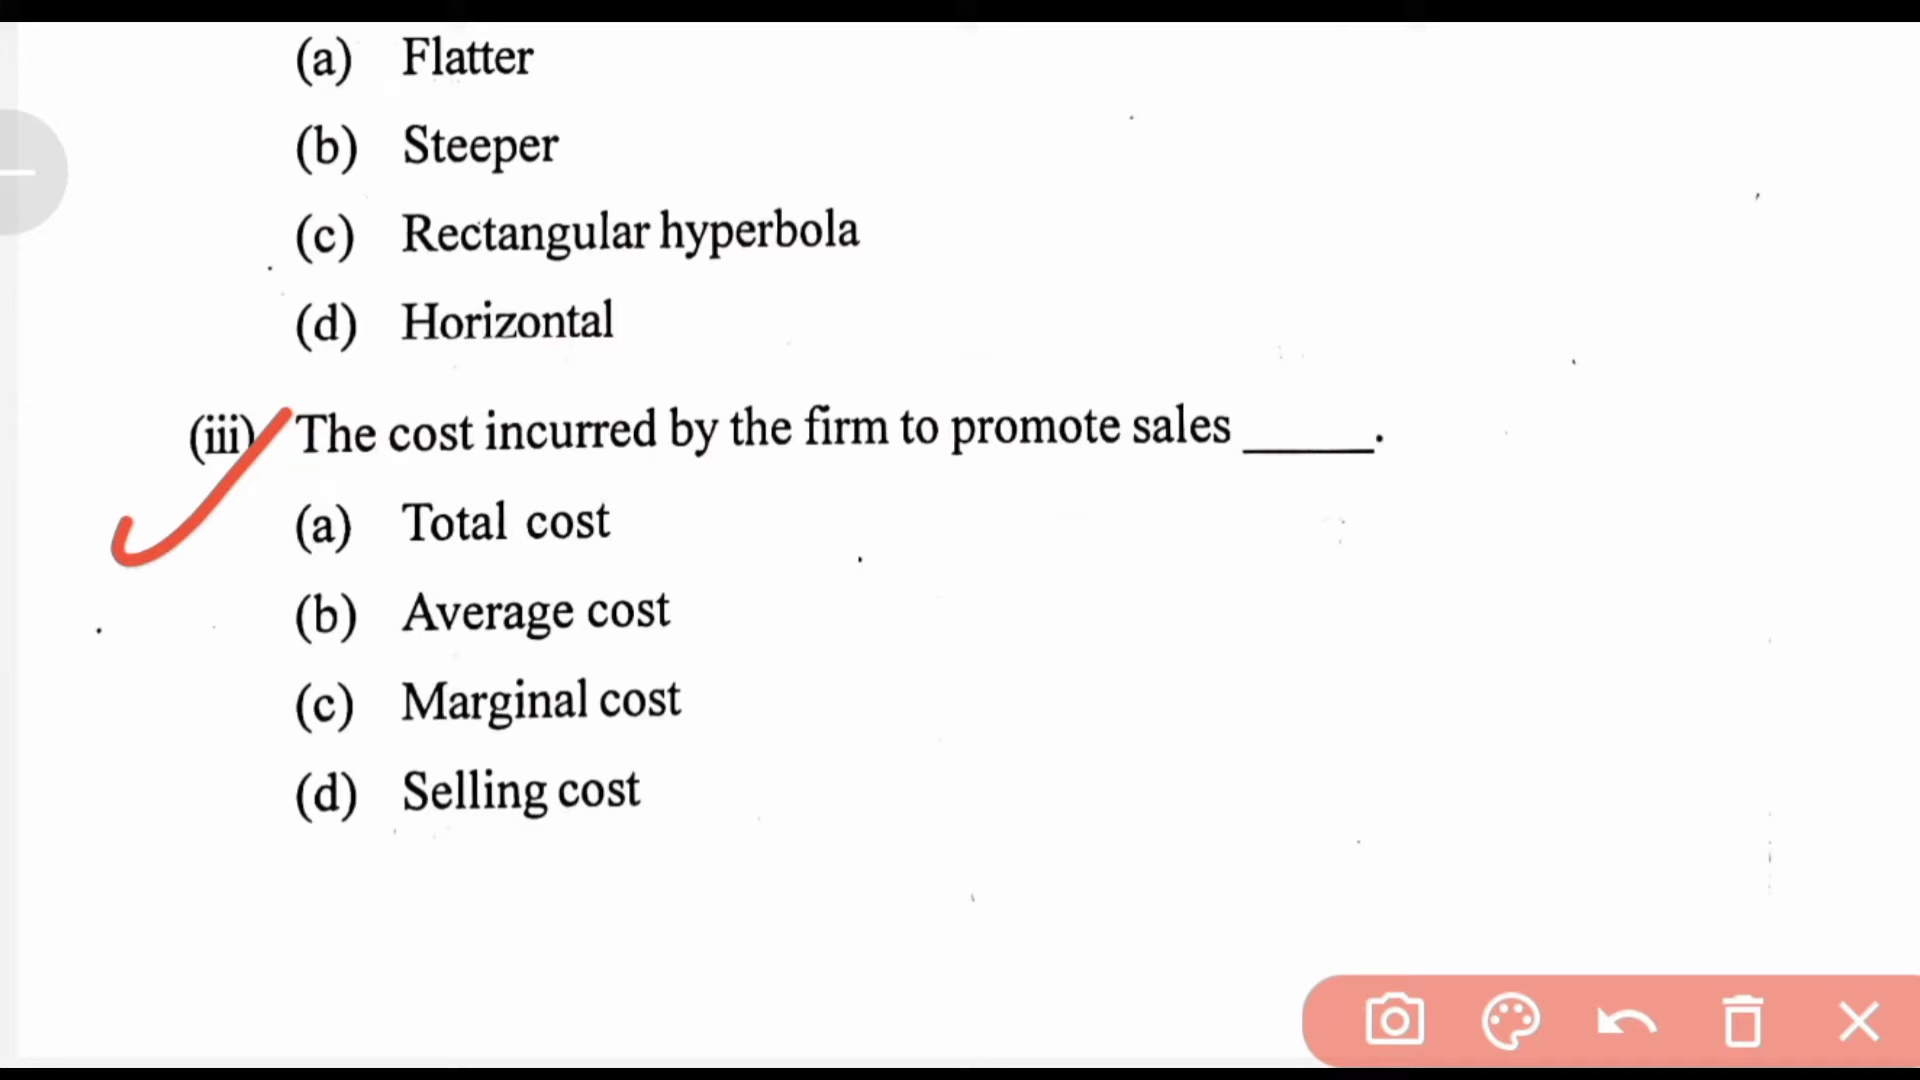 (a) Flatter
(b) Steeper
(c) Rectangular hyperbola
(d) Horizontal
(iii) The cost incurred by the firm to promote sales _____.
(a) Total cost
(b) Average cost
(c) Marginal cost
(d) Selling cost